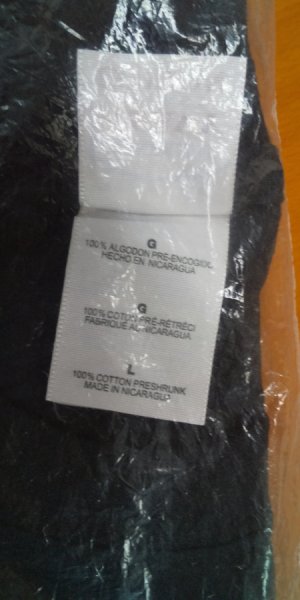 G
100% ALGODON PRE-ENCOGIDO
HECHO EN NICARAGUA
G
100% COTON PRÉ-RÉTRÉCI
FABRIQUÉ AU NICARAGUA
L
100% COTTON PRESHRUNK
MADE IN NICARAGUA